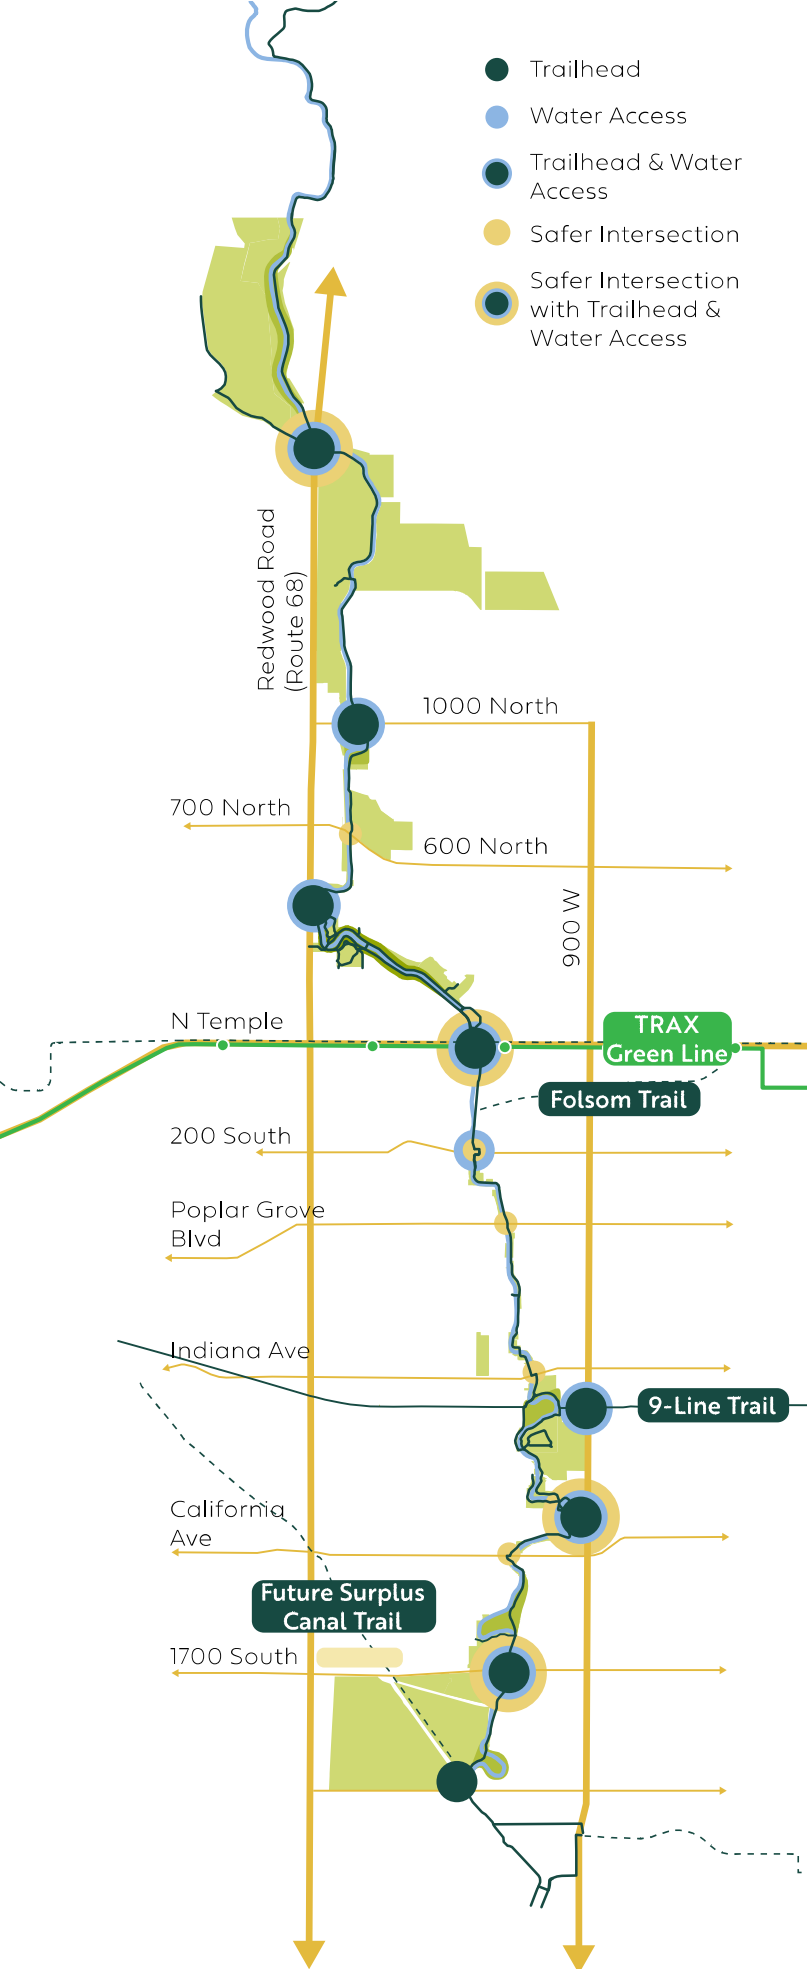 Trailhead
Water Access
Trailhead & Water
Access
Safer Intersection
Safer Intersection
with Trailhead &
Water Access
Redwood Road
(Route 68)
1000 North
700 North
600 North
900 W
N Temple
TRAX
Green Line
Folsom Trail
200 South
Poplar Grove
Blvd
Indiana Ave
9-Line Trail
California
Ave
Future Surplus
Canal Trail
1700 South